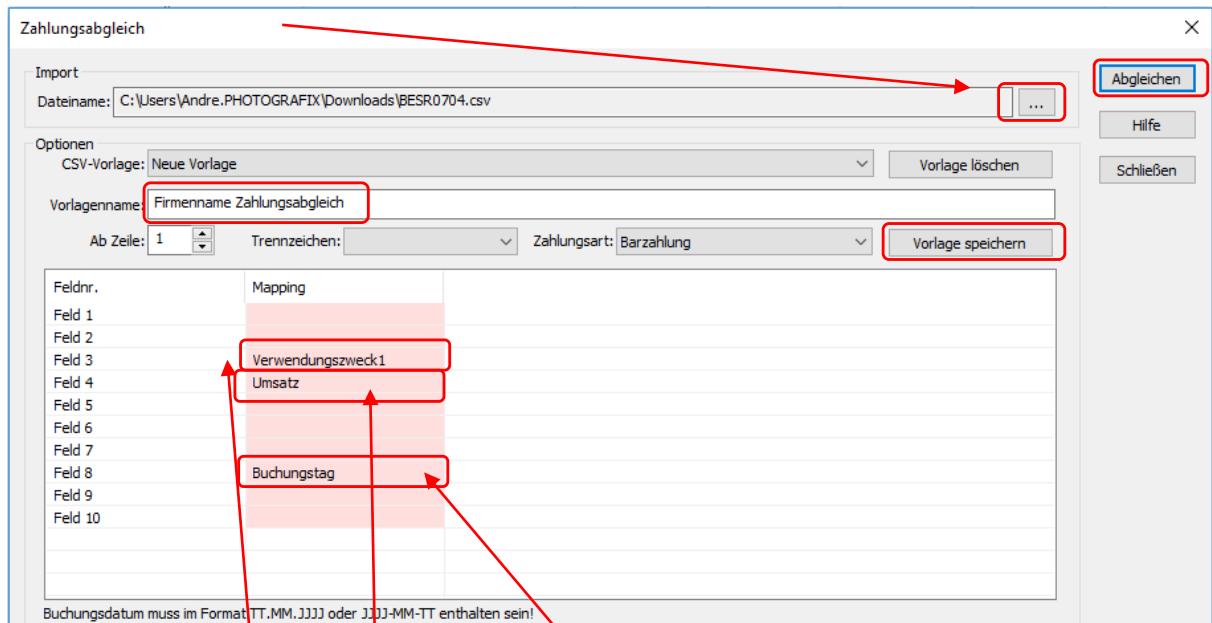 Zahlungsabgleich
Import
Dateiname: C:\Users\Andre.PHOTOGRAFIX\Downloads\BESR0704.csv ...
Abgleichen
Hilfe
Schließen
Optionen
CSV-Vorlage: Neue Vorlage Vorlage löschen
Vorlagenname: Firmenname Zahlungsabgleich
Ab Zeile: 1 Trennzeichen: Zahlungsart: Barzahlung Vorlage speichern
Feldnr. Mapping
Feld 1
Feld 2
Feld 3 Verwendungszweck1
Feld 4 Umsatz
Feld 5
Feld 6
Feld 7
Feld 8 Buchungstag
Feld 9
Feld 10
Buchungsdatum muss im Format TT.MM.JJJJ oder JJJJ-MM-TT enthalten sein!